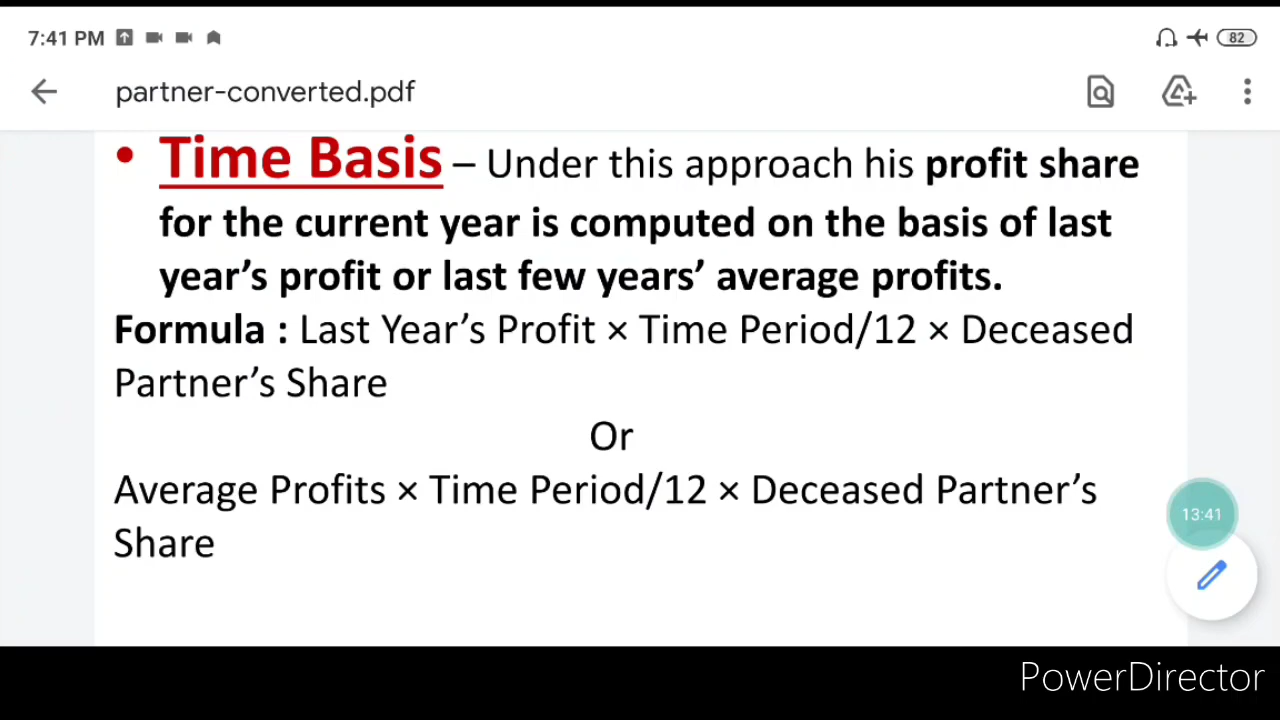 7:41 PM
82
partner-converted.pdf
• Time Basis – Under this approach his profit share
for the current year is computed on the basis of last
year’s profit or last few years’ average profits.
Formula : Last Year’s Profit × Time Period/12 × Deceased
Partner’s Share
Or
Average Profits × Time Period/12 × Deceased Partner’s
Share
13:41
PowerDirector